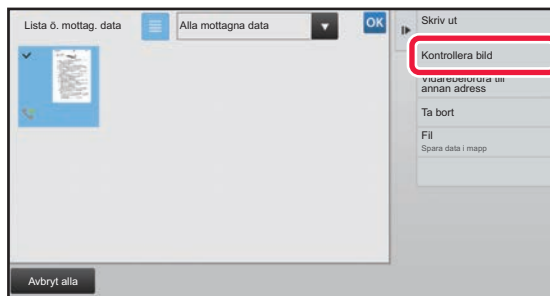 Lista ö. mottag. data
Alla mottagna data
OK
Skriv ut
Kontrollera bild
Vidarebefordra till
annan adress
Ta bort
Fil
Spara data i mapp
Avbryt alla